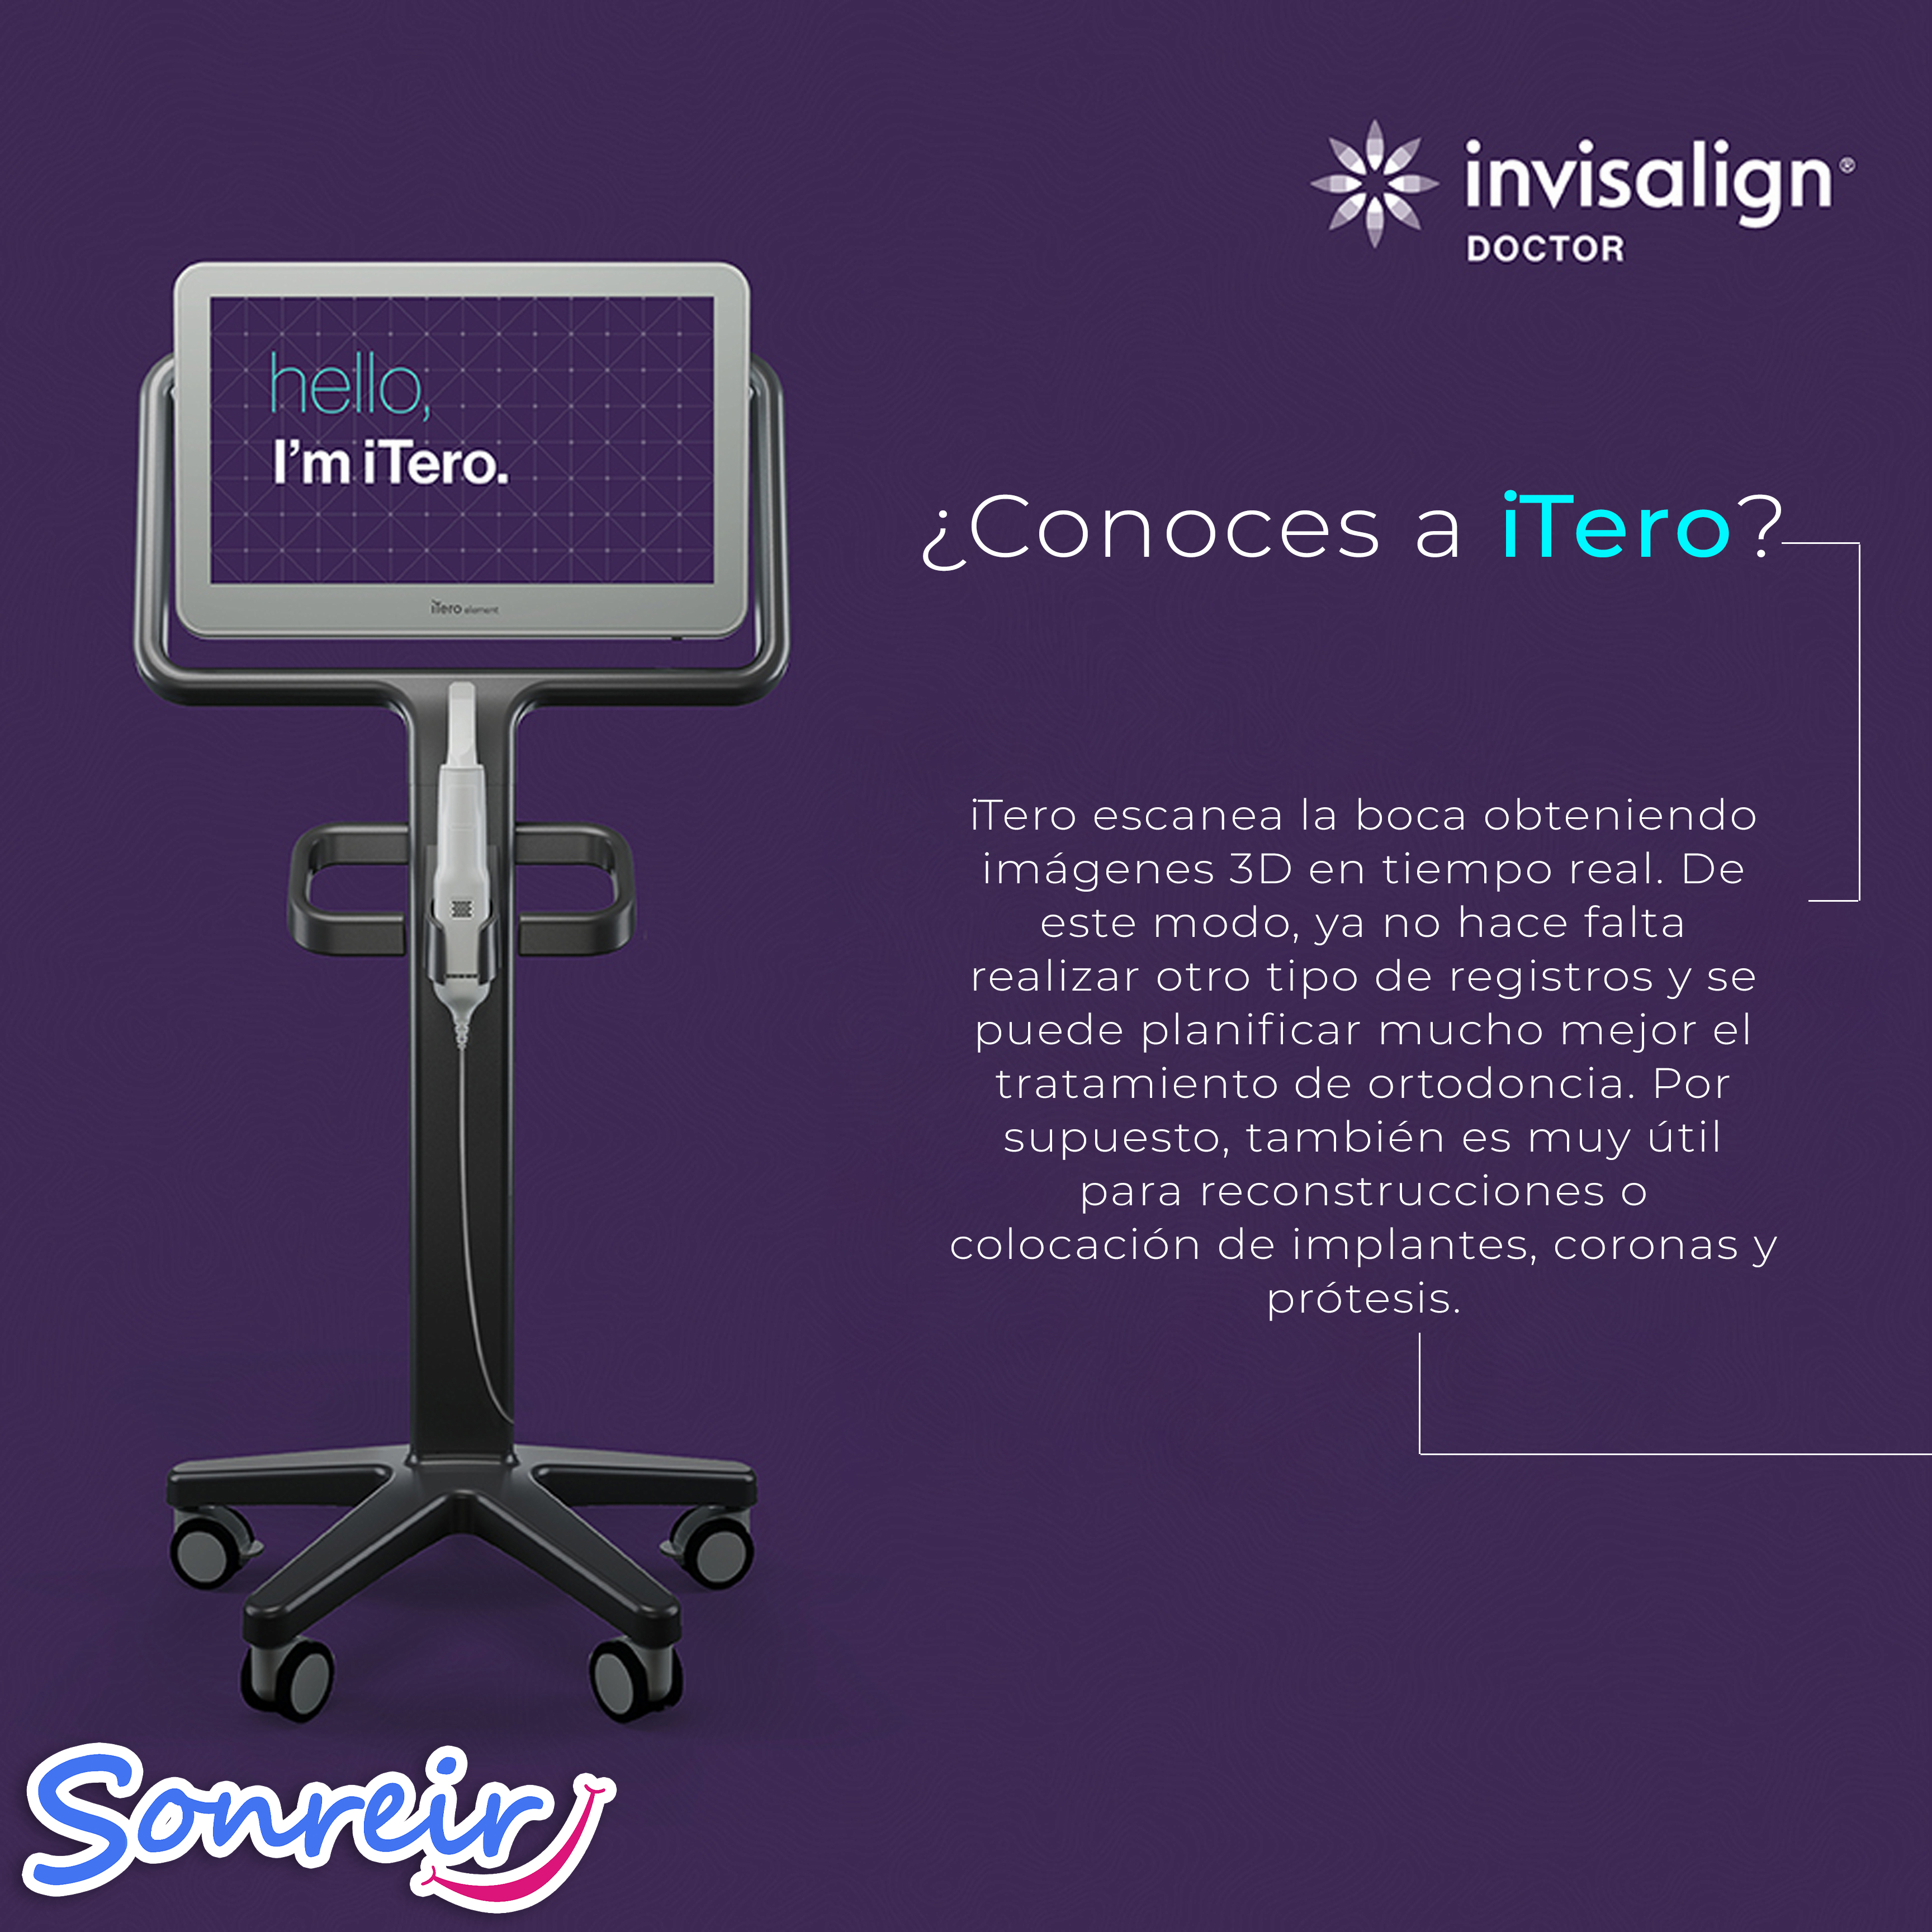 invisalign®
DOCTOR
hello,
I'm iTero.
iTero element
¿Conoces a iTero?
iTero escanea la boca obteniendo
imágenes 3D en tiempo real. De
este modo, ya no hace falta
realizar otro tipo de registros y se
puede planificar mucho mejor el
tratamiento de ortodoncia. Por
supuesto, también es muy útil
para reconstrucciones o
colocación de implantes, coronas y
prótesis.
Sonreir